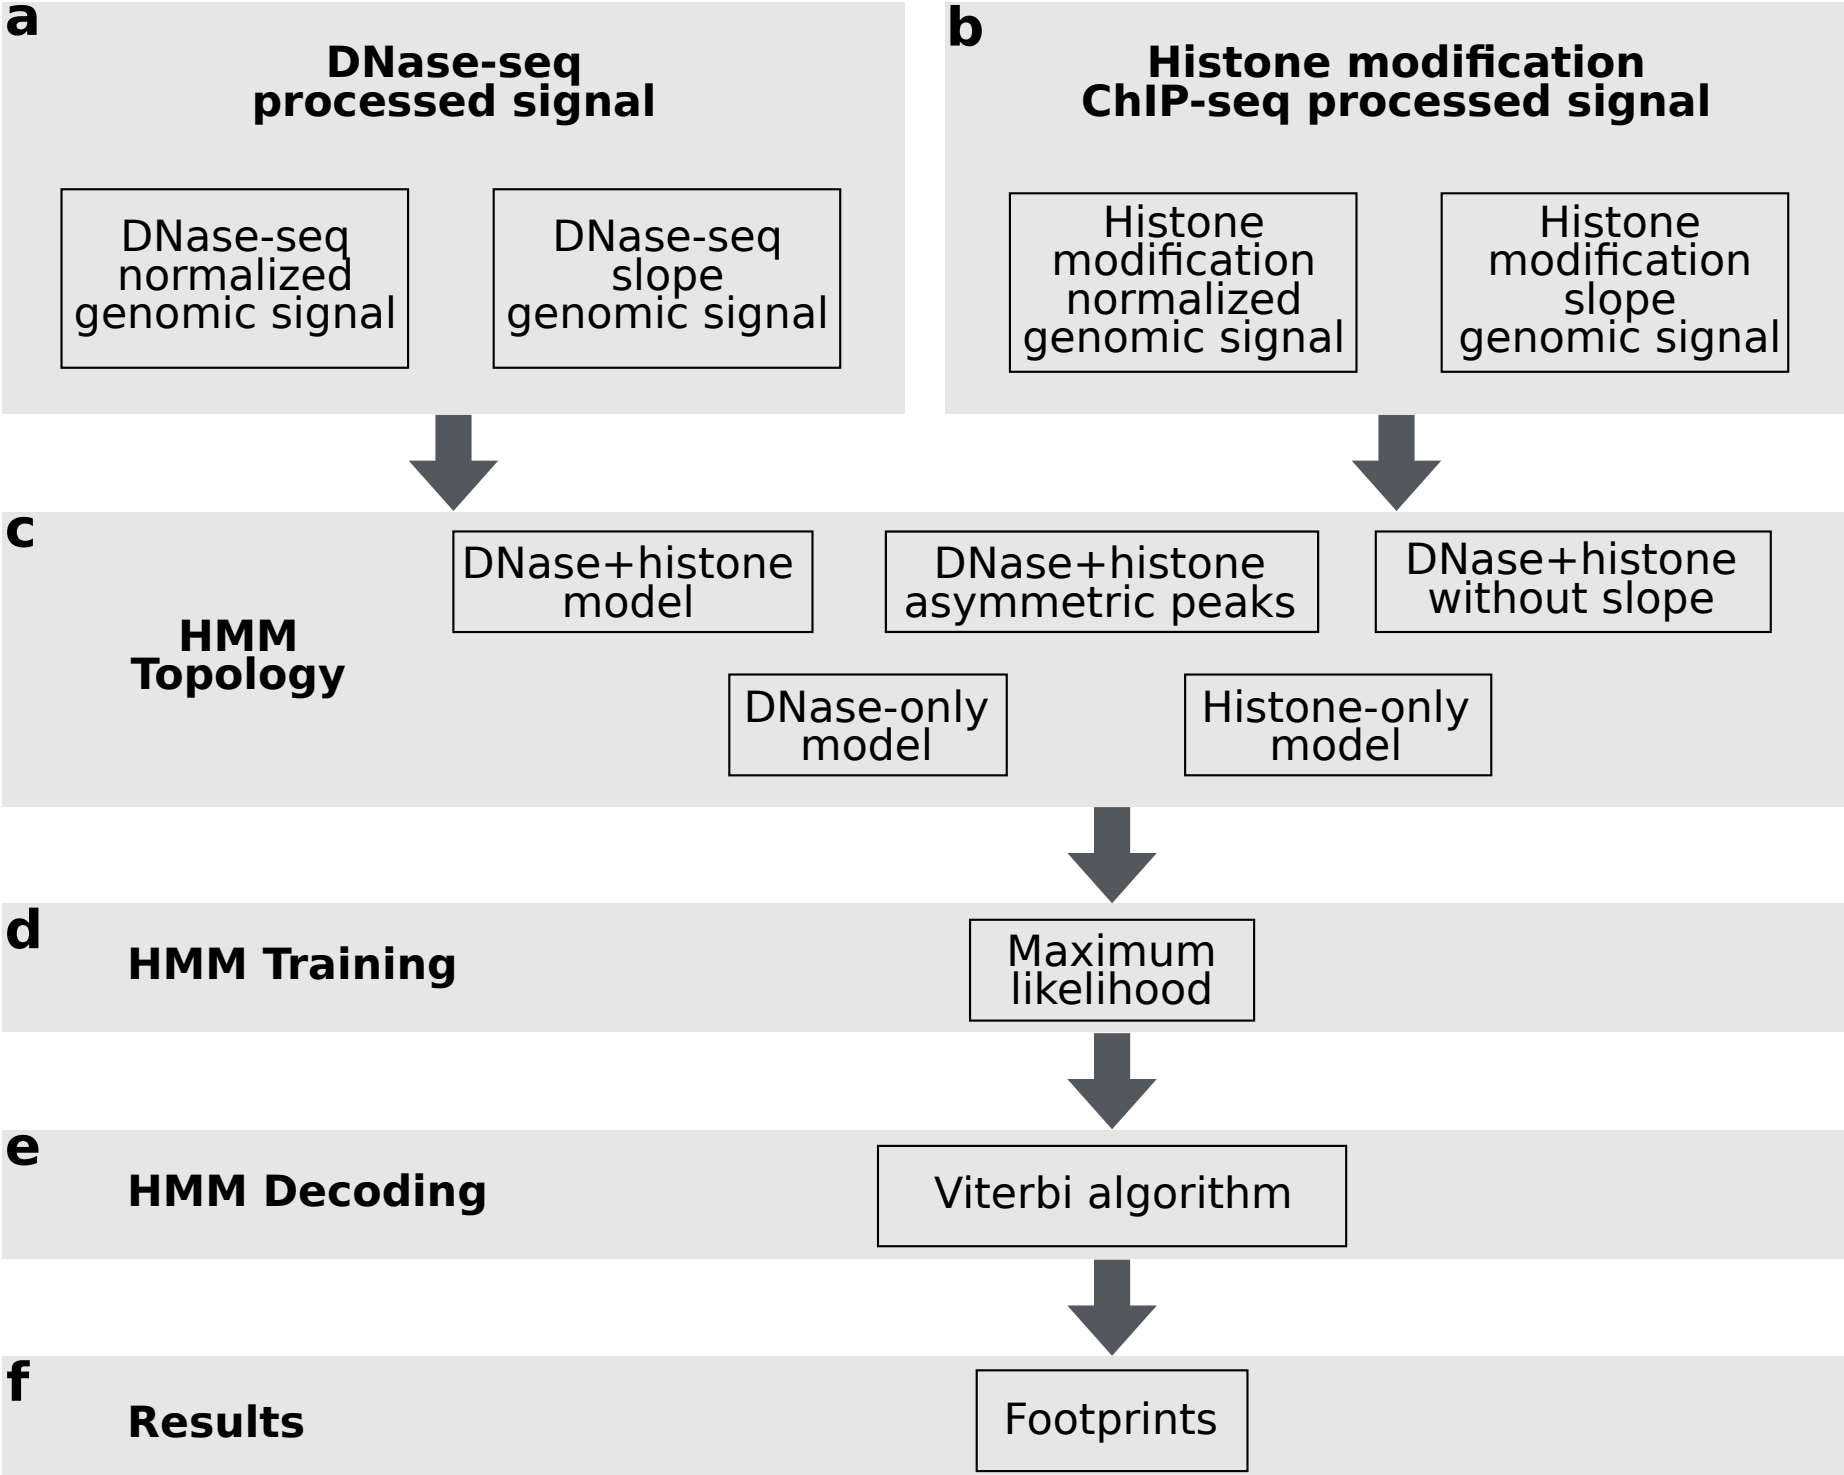 a
DNase-seq
processed signal
DNase-seq
normalized
genomic signal
DNase-seq
slope
genomic signal
b
Histone modification
ChIP-seq processed signal
Histone
modification
normalized
genomic signal
Histone
modification
slope
genomic signal
c
HMM
Topology
DNase+histone
model
DNase+histone
asymmetric peaks
DNase+histone
without slope
DNase-only
model
Histone-only
model
d
HMM Training
Maximum
likelihood
e
HMM Decoding
Viterbi algorithm
f
Results
Footprints